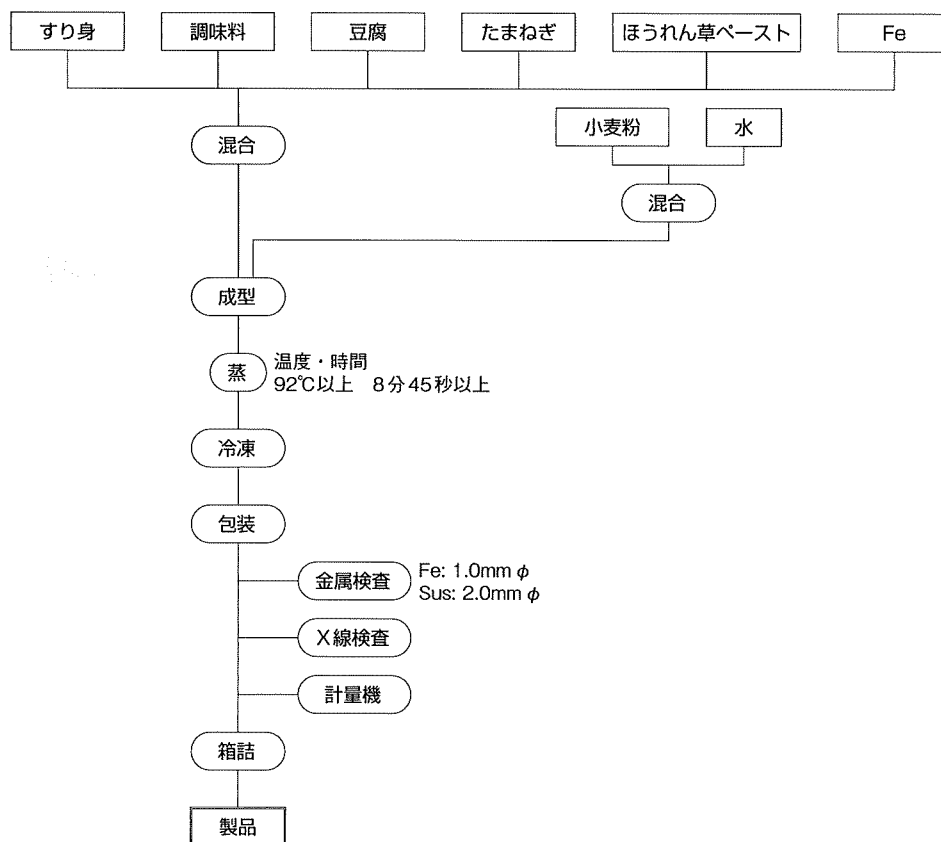 すり身
調味料
豆腐
たまねぎ
ほうれん草ペースト
Fe
混合
小麦粉
水
混合
成型
蒸
温度・時間
92℃以上 8分45秒以上
冷凍
包装
金属検査
Fe: 1.0mm φ
Sus: 2.0mm φ
X線検査
計量機
箱詰
製品